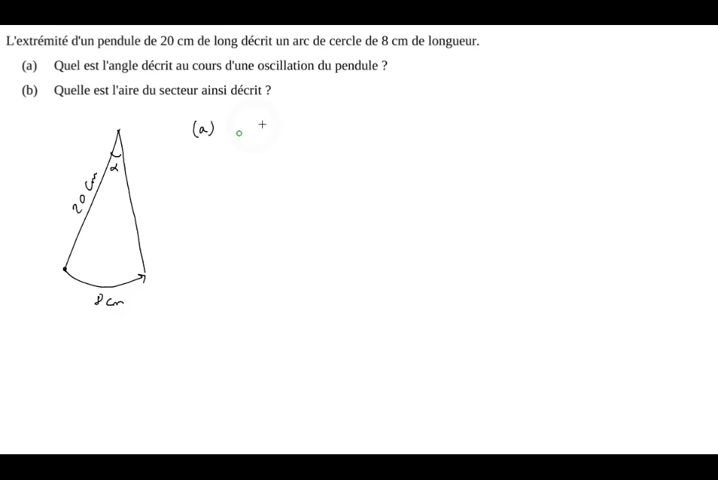 L'extrémité d'un pendule de 20 cm de long décrit un arc de cercle de 8 cm de longueur.
(a) Quel est l'angle décrit au cours d'une oscillation du pendule ?
(b) Quelle est l'aire du secteur ainsi décrit ?
(a)
α
20 cm
8 cm